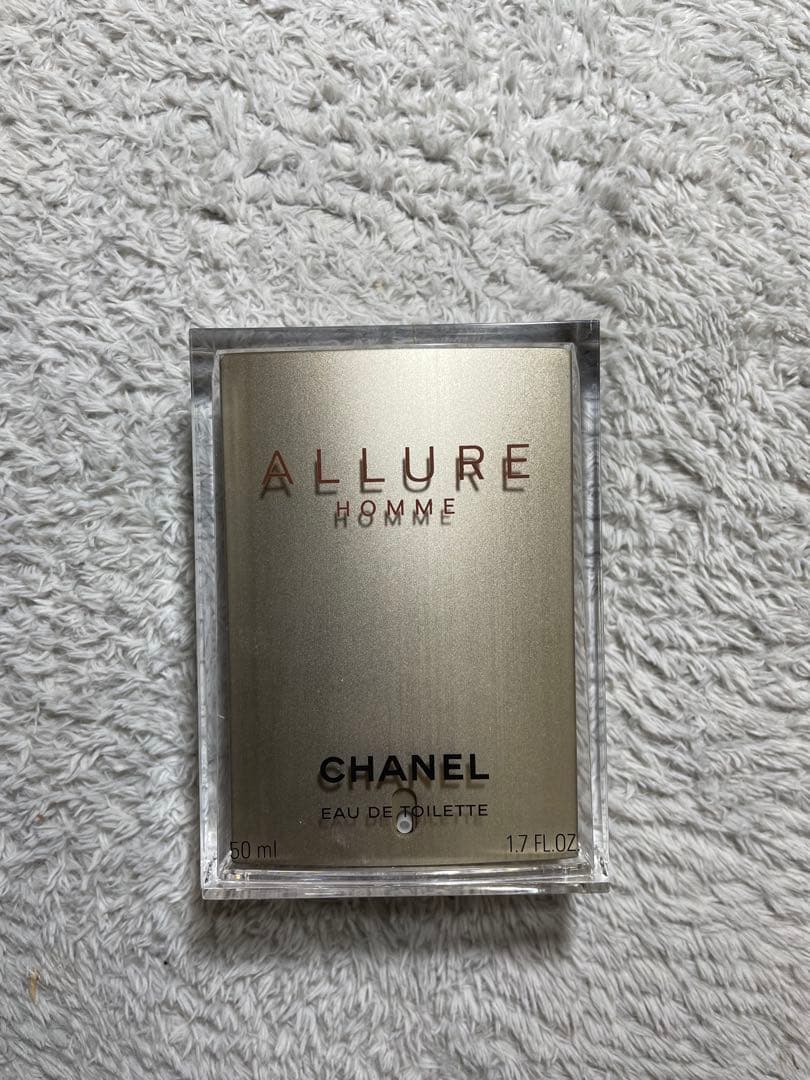 ALLURE
HOMME
CHANEL
EAU DE TOILETTE
50 ml 1.7 FL.OZ.